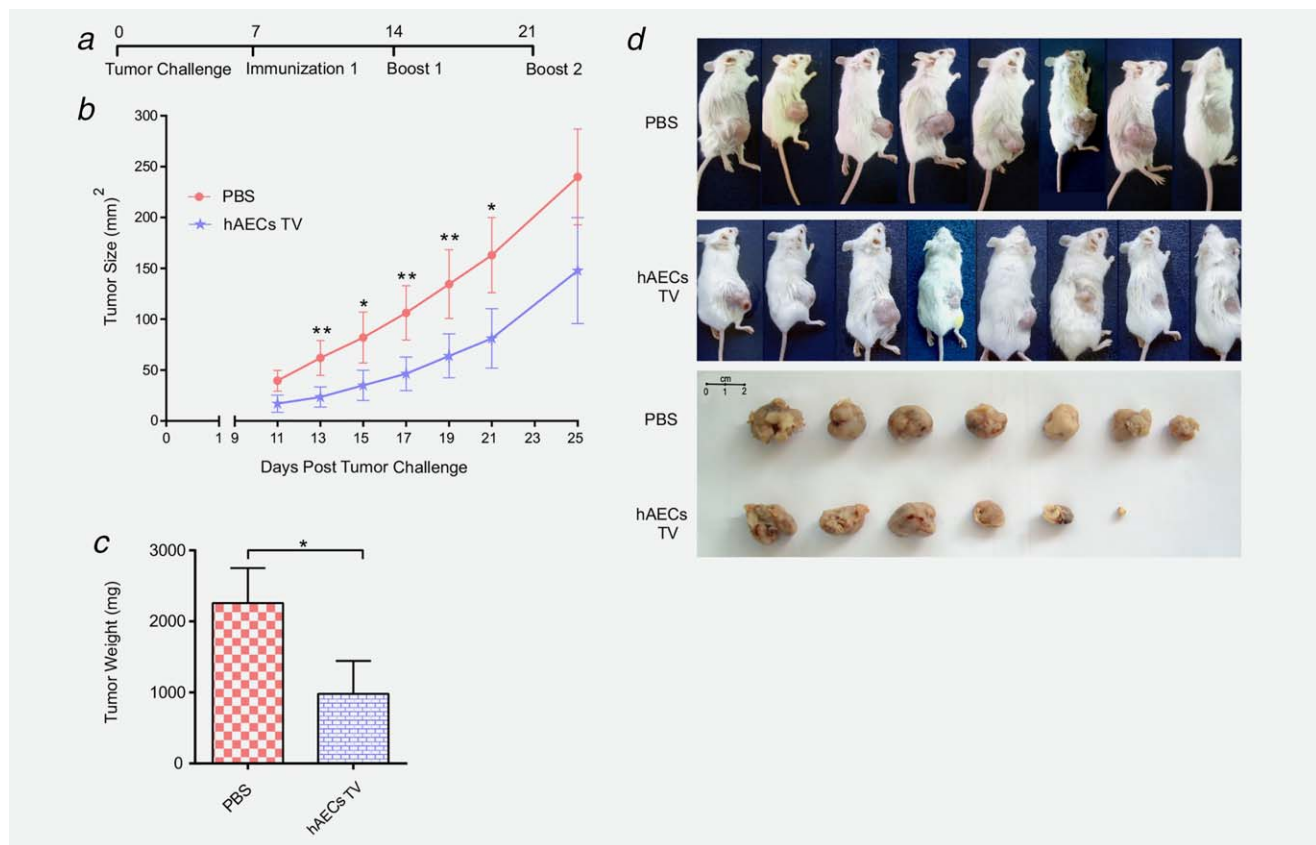 a
0 7 14 21
Tumor Challenge Immunization 1 Boost 1 Boost 2
b
Tumor Size (mm)2
300
250
200
150
100
50
0
PBS
hAECs TV
** * ** ** *
0 1 9 11 13 15 17 19 21 23 25
Days Post Tumor Challenge
c
Tumor Weight (mg)
3000
2000
1000
0
*
PBS
hAECs TV
d
PBS
hAECs
TV
cm
0 1 2
PBS
hAECs
TV